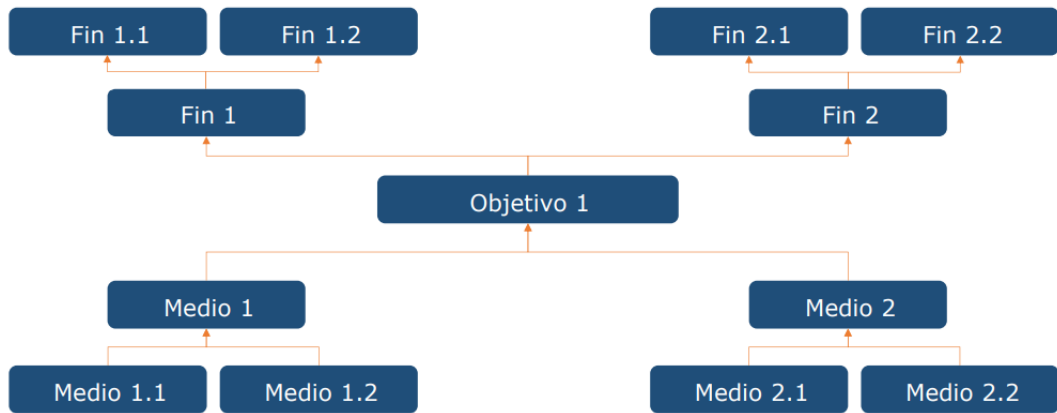 Fin 1.1
Fin 1.2
Fin 2.1
Fin 2.2
Fin 1
Fin 2
Objetivo 1
Medio 1
Medio 2
Medio 1.1
Medio 1.2
Medio 2.1
Medio 2.2